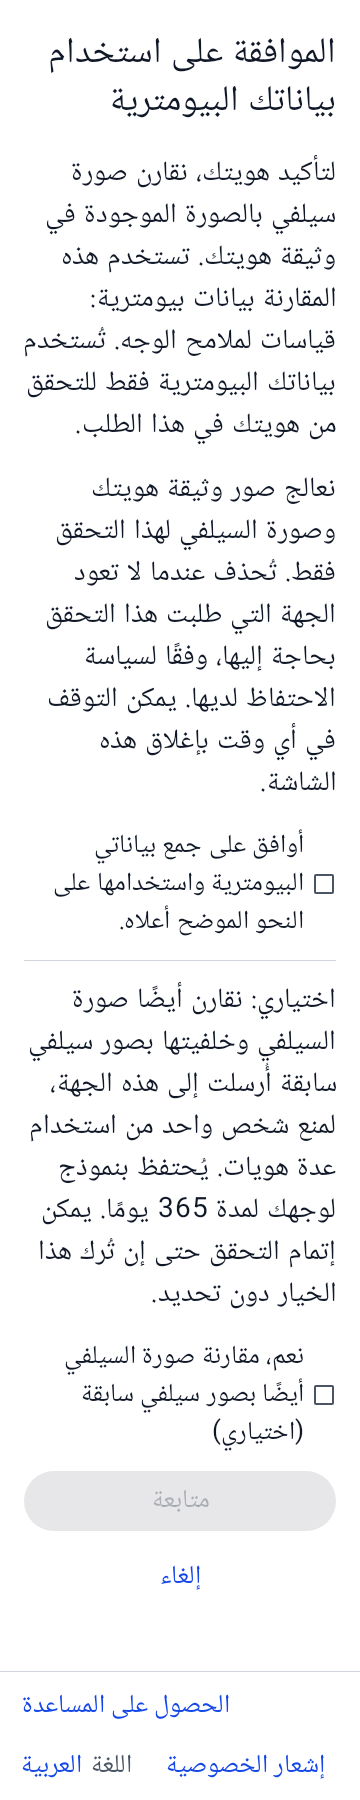 الموافقة على استخدام
بياناتك البيومترية
لتأكيد هويتك، نقارن صورة
سيلفي بالصورة الموجودة في
وثيقة هويتك. تستخدم هذه
المقارنة بيانات بيومترية:
قياسات لملامح الوجه. تُستخدم
بياناتك البيومترية فقط للتحقق
من هويتك في هذا الطلب.
نعالج صور وثيقة هويتك
وصورة السيلفي لهذا التحقق
فقط. تُحذف عندما لا تعود
الجهة التي طلبت هذا التحقق
بحاجة إليها، وفقًا لسياسة
الاحتفاظ لديها. يمكن التوقف
في أي وقت بإغلاق هذه
الشاشة.
أوافق على جمع بياناتي
البيومترية واستخدامها على
النحو الموضح أعلاه.
اختياري: نقارن أيضًا صورة
السيلفي وخلفيتها بصور سيلفي
سابقة أُرسلت إلى هذه الجهة،
لمنع شخص واحد من استخدام
عدة هويات. يُحتفظ بنموذج
لوجهك لمدة 365 يومًا. يمكن
إتمام التحقق حتى إن تُرك هذا
الخيار دون تحديد.
نعم، مقارنة صورة السيلفي
أيضًا بصور سيلفي سابقة
(اختياري)
متابعة
إلغاء
الحصول على المساعدة
إشعار الخصوصية اللغة العربية